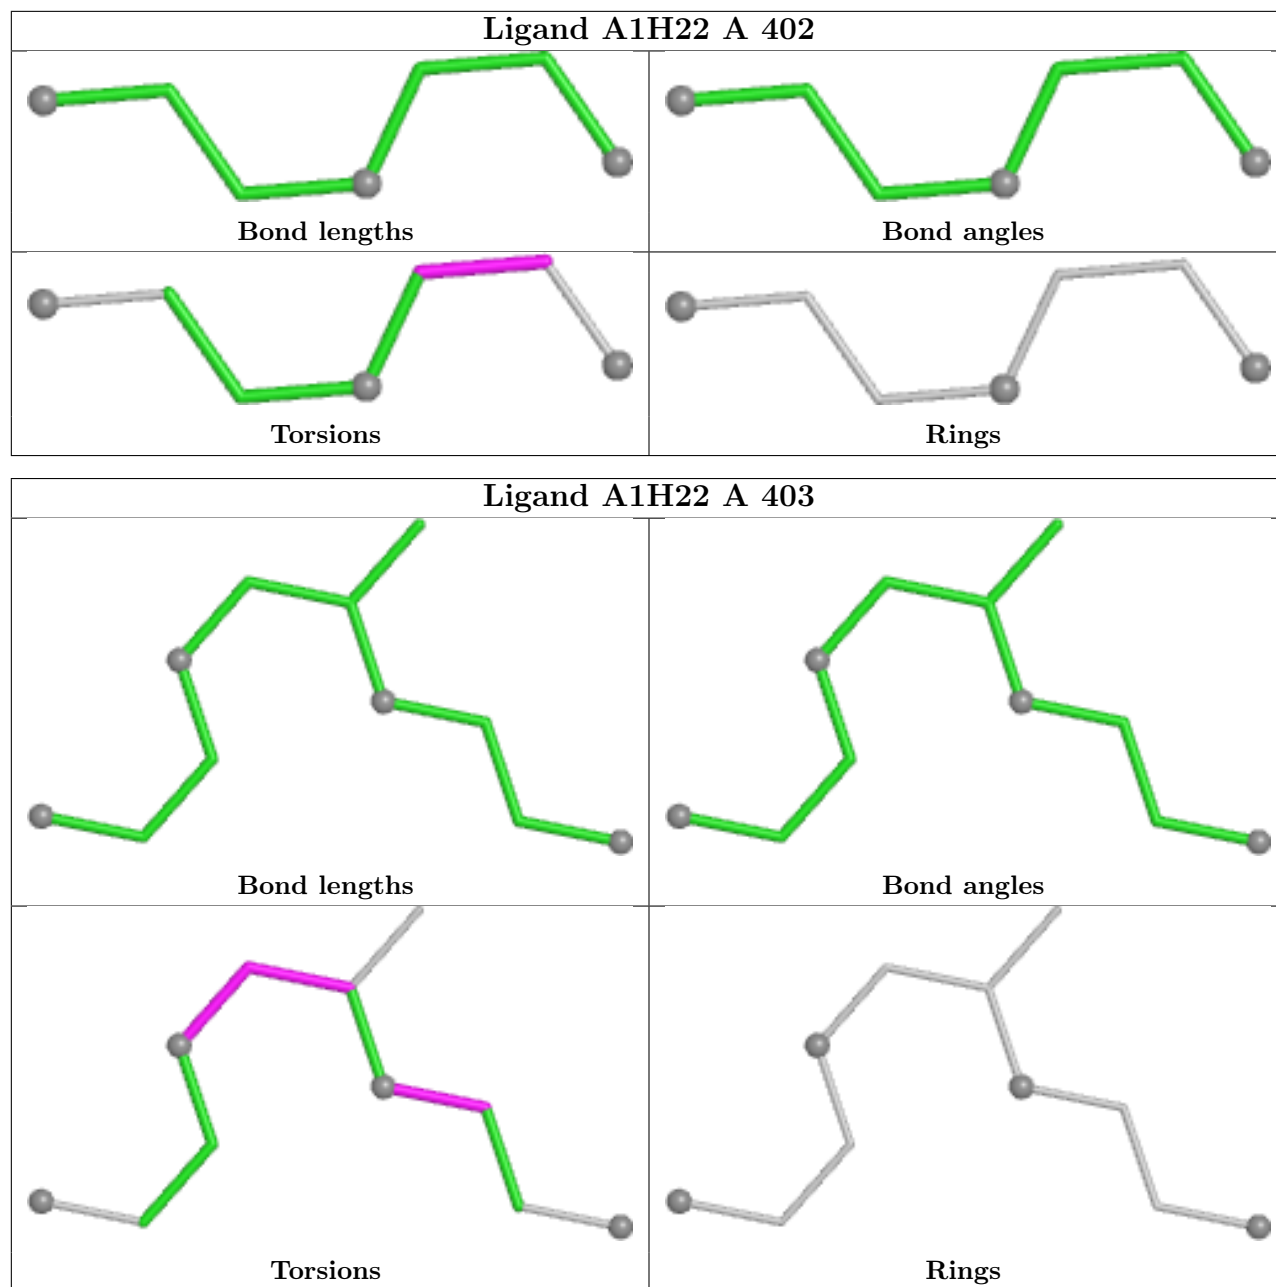 Ligand A1H22 A 402
Bond lengths
Bond angles
Torsions
Rings
Ligand A1H22 A 403
Bond lengths
Bond angles
Torsions
Rings